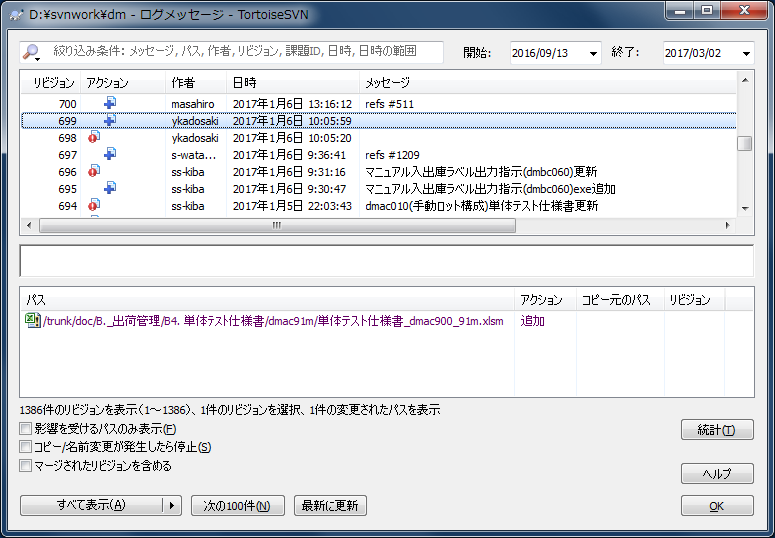 D:¥svnwork¥dm - ログメッセージ - TortoiseSVN
絞り込み条件: メッセージ, パス, 作者, リビジョン, 課題ID, 日時, 日時の範囲 開始: 2016/09/13 終了: 2017/03/02
リビジョン アクション 作者 日時 メッセージ
700 masahiro 2017年1月6日 13:16:12 refs #511
699 ykadosaki 2017年1月6日 10:05:59
698 ykadosaki 2017年1月6日 10:05:20
697 s-wata... 2017年1月6日 9:36:41 refs #1209
696 ss-kiba 2017年1月6日 9:31:16 マニュアル入出庫ラベル出力指示(dmbc060)更新
695 ss-kiba 2017年1月6日 9:30:47 マニュアル入出庫ラベル出力指示(dmbc060)exe追加
694 ss-kiba 2017年1月5日 22:03:43 dmac010(手動ロット構成)単体テスト仕様書更新
パス アクション コピー元のパス リビジョン
/trunk/doc/B._出荷管理/B4. 単体テスト仕様書/dmac91m/単体テスト仕様書_dmac900_91m.xlsm 追加
1386件のリビジョンを表示(1～1386)、1件のリビジョンを選択、1件の変更されたパスを表示
影響を受けるパスのみ表示(F)
統計(T)
コピー/名前変更が発生したら停止(S)
マージされたリビジョンを含める
ヘルプ
すべて表示(A) 次の100件(N) 最新に更新 OK